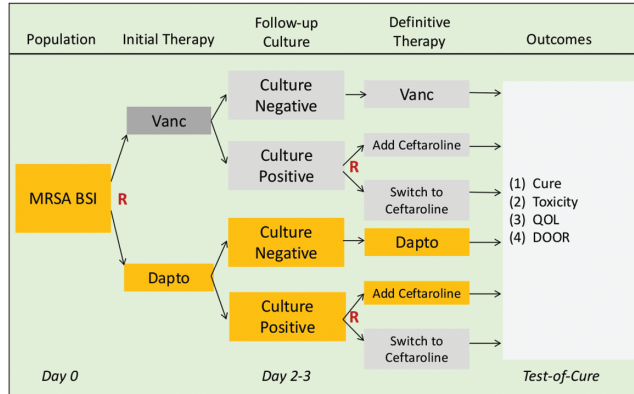 Population
Initial Therapy
Follow-up
Culture
Definitive
Therapy
Outcomes
MRSA BSI
R
Vanc
Dapto
Culture
Negative
Culture
Positive
R
Culture
Negative
Culture
Positive
R
Vanc
Add Ceftaroline
Switch to
Ceftaroline
Dapto
Add Ceftaroline
Switch to
Ceftaroline
(1) Cure
(2) Toxicity
(3) QOL
(4) DOOR
Day 0
Day 2-3
Test-of-Cure